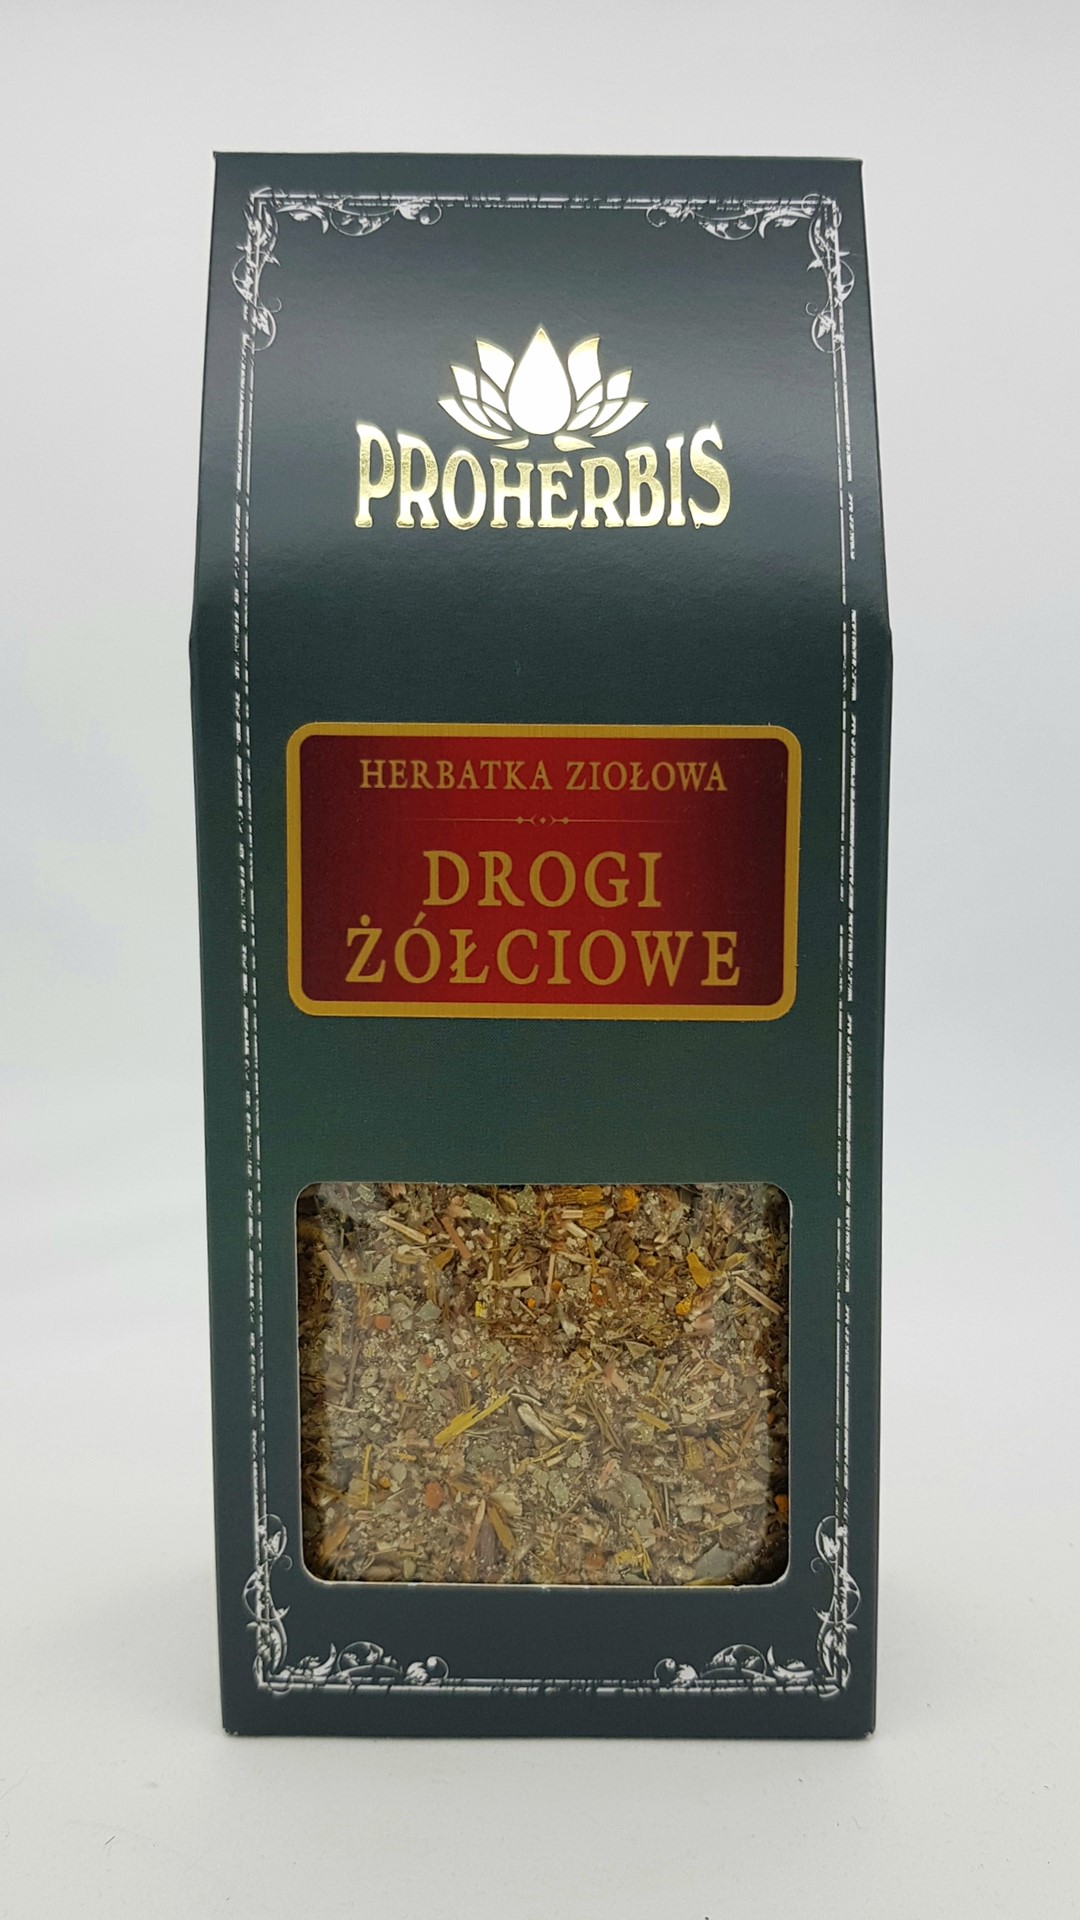 PROHERBIS
HERBATKA ZIOŁOWA
DROGI
ŻÓŁCIOWE